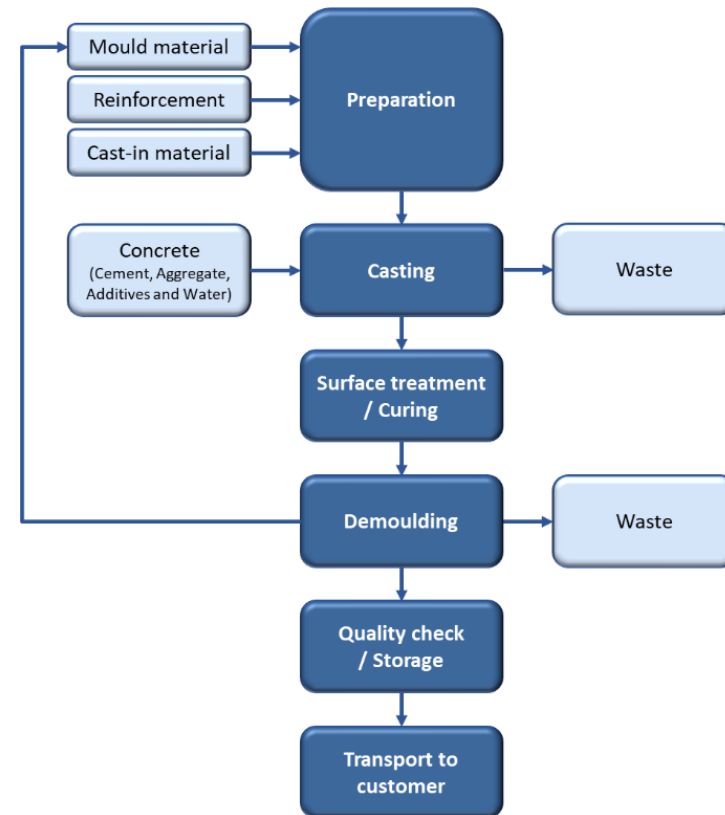 Mould material
Reinforcement
Cast-in material
Preparation
Concrete
(Cement, Aggregate,
Additives and Water)
Casting
Waste
Surface treatment
/ Curing
Demoulding
Waste
Quality check
/ Storage
Transport to
customer